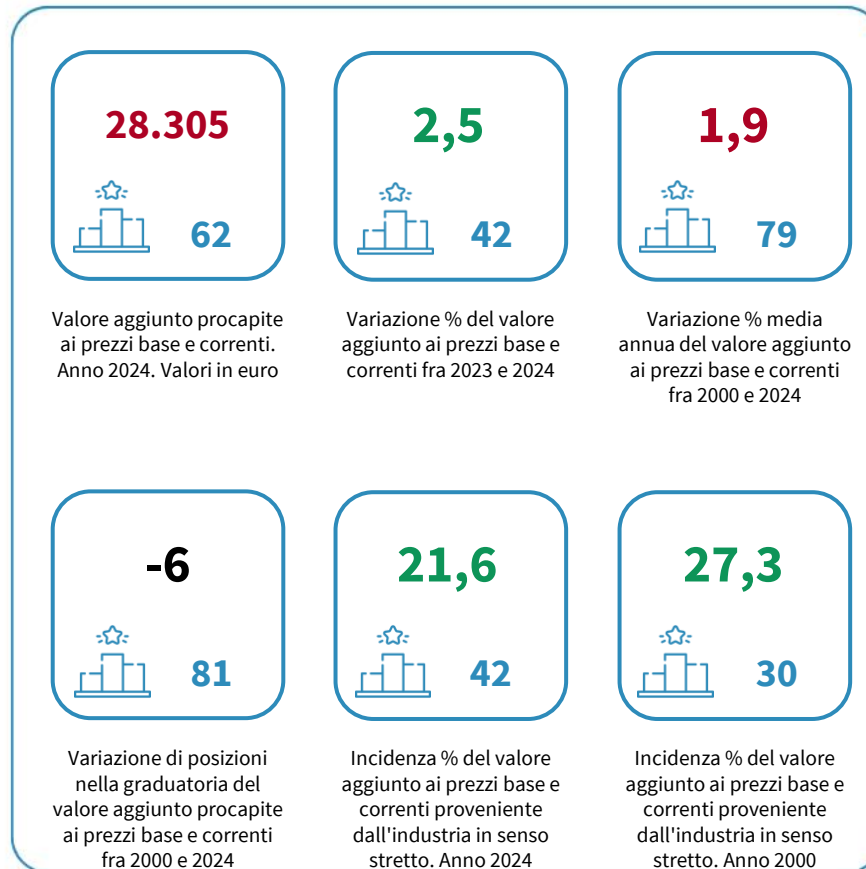 28.305
62
Valore aggiunto procapite
ai prezzi base e correnti.
Anno 2024. Valori in euro
2,5
42
Variazione % del valore
aggiunto ai prezzi base e
correnti fra 2023 e 2024
1,9
79
Variazione % media
annua del valore aggiunto
ai prezzi base e correnti
fra 2000 e 2024
-6
81
Variazione di posizioni
nella graduatoria del
valore aggiunto procapite
ai prezzi base e correnti
fra 2000 e 2024
21,6
42
Incidenza % del valore
aggiunto ai prezzi base e
correnti proveniente
dall'industria in senso
stretto. Anno 2024
27,3
30
Incidenza % del valore
aggiunto ai prezzi base e
correnti proveniente
dall'industria in senso
stretto. Anno 2000